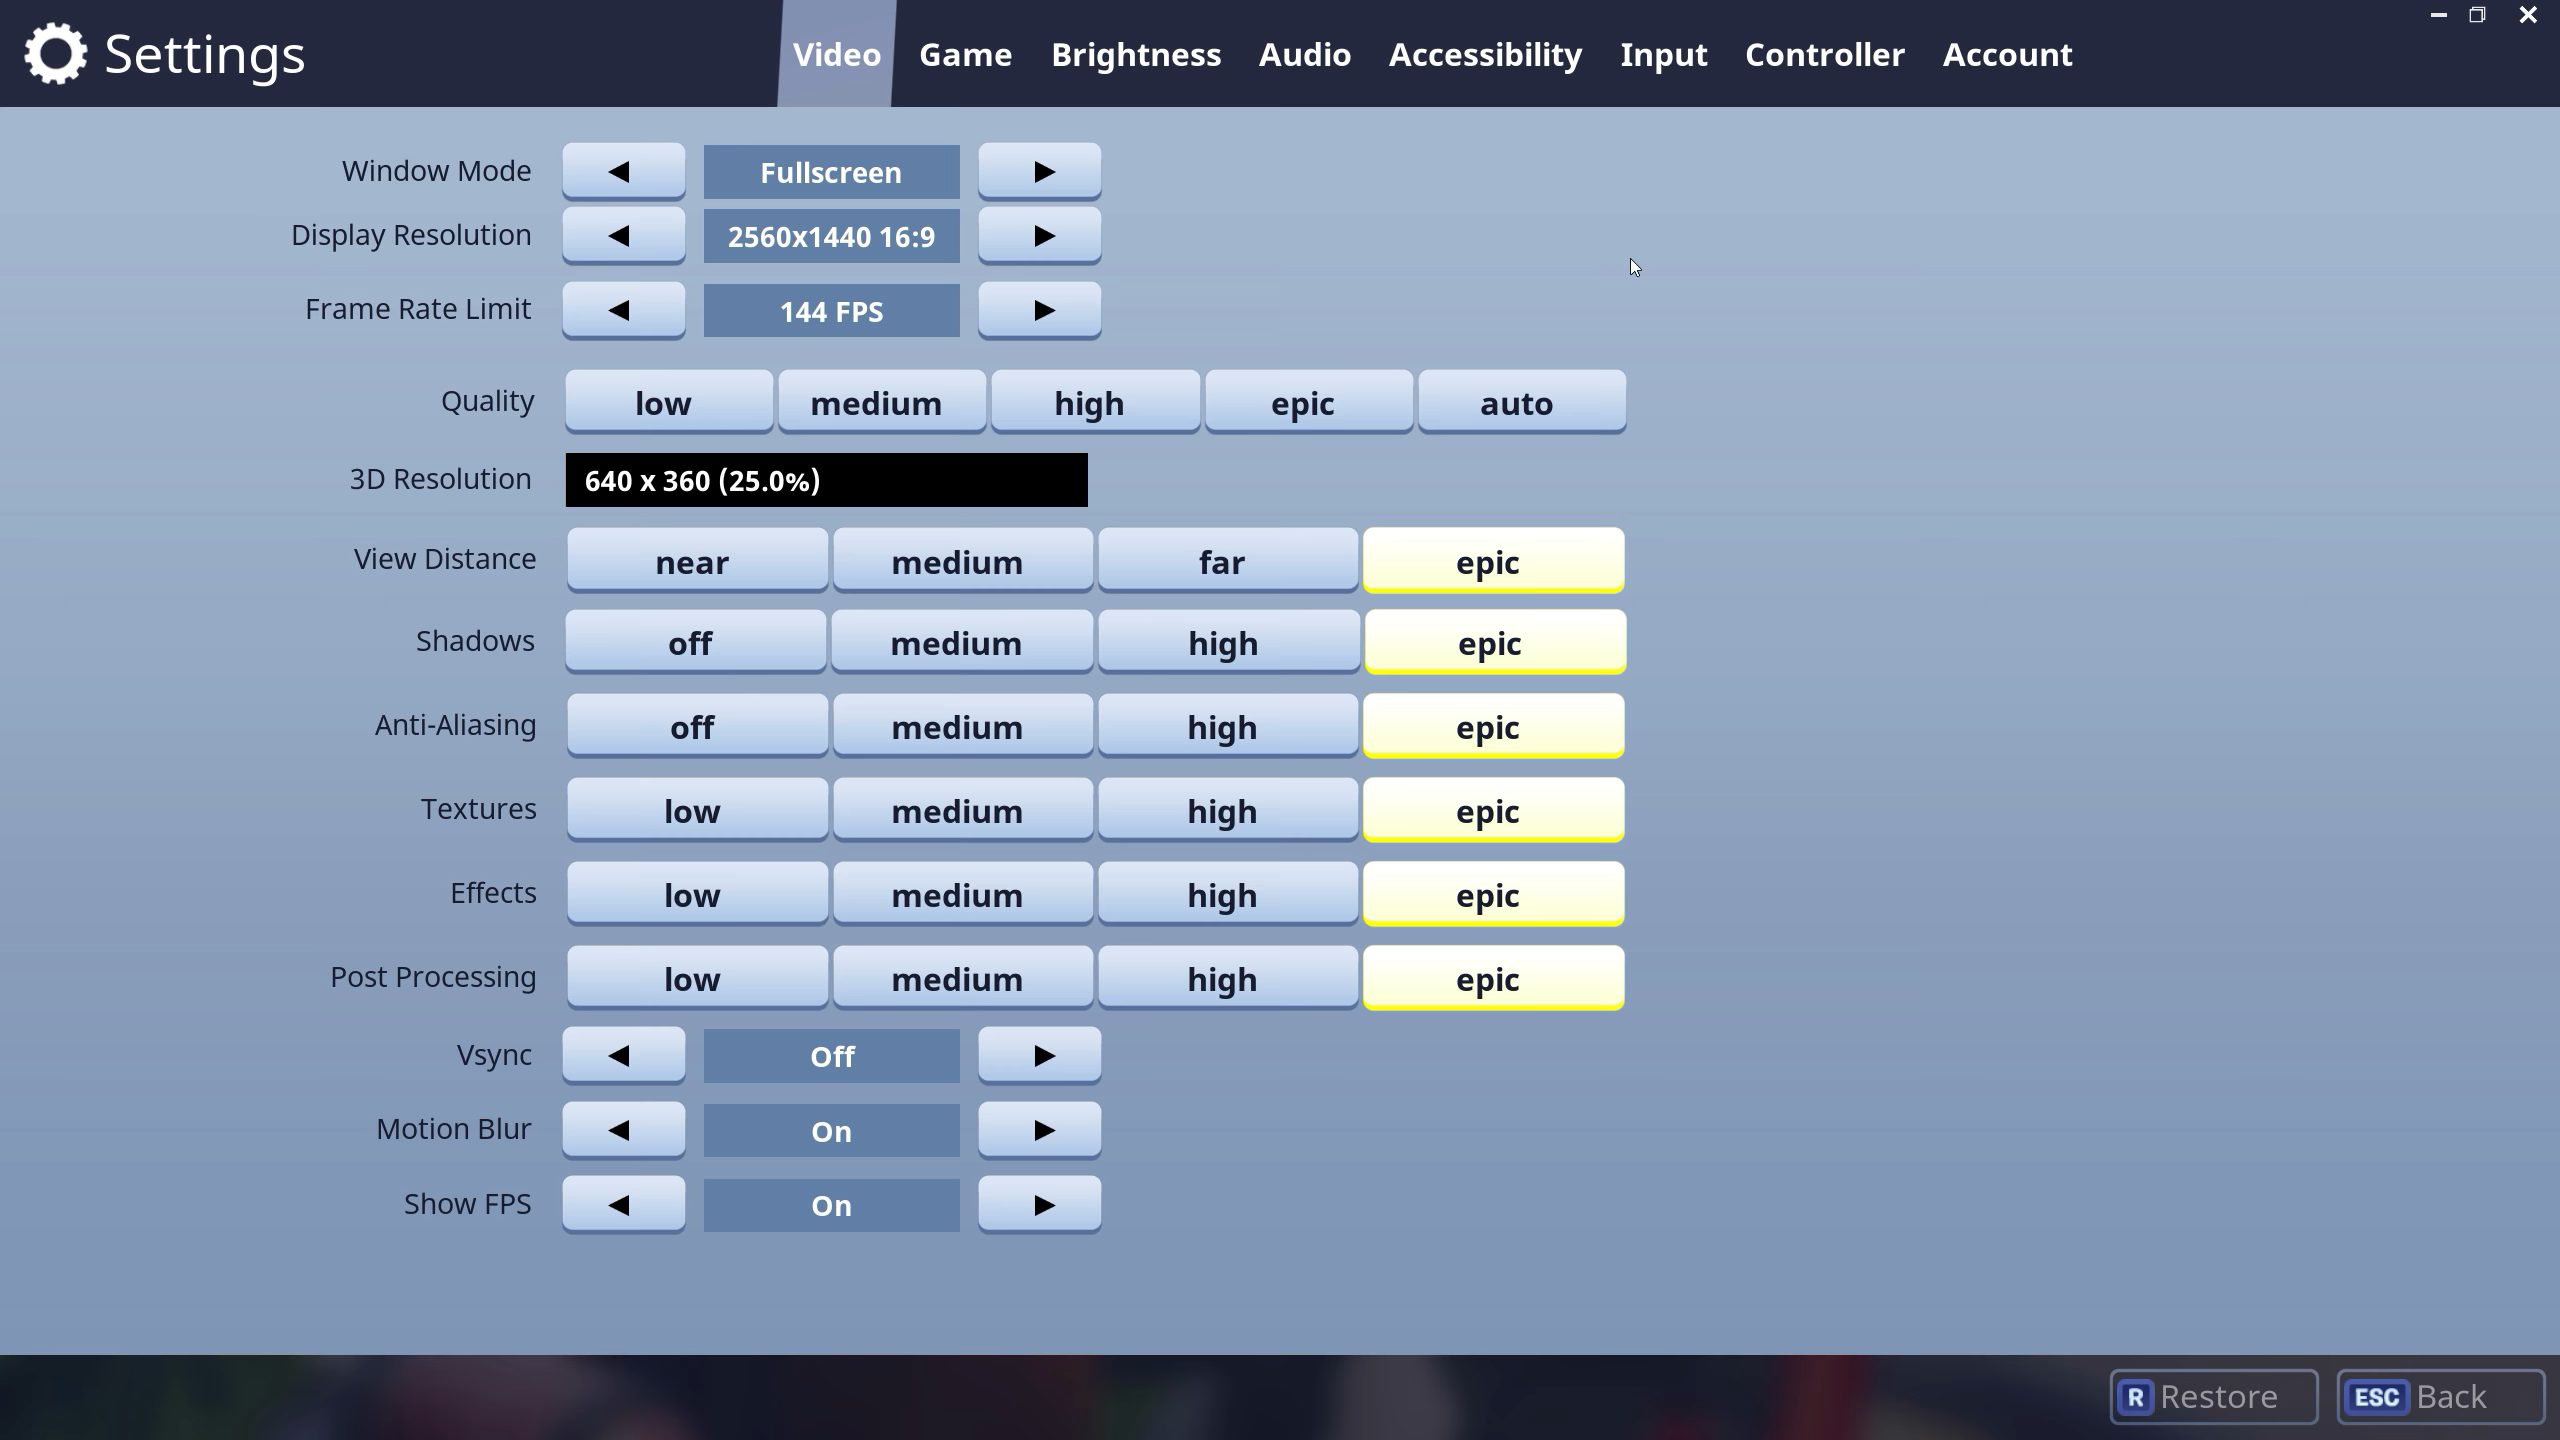 Settings
Video Game Brightness Audio Accessibility Input Controller Account
Window Mode Fullscreen
Display Resolution 2560x1440 16:9
Frame Rate Limit 144 FPS
Quality low medium high epic auto
3D Resolution 640 x 360 (25.0%)
View Distance near medium far epic
Shadows off medium high epic
Anti-Aliasing off medium high epic
Textures low medium high epic
Effects low medium high epic
Post Processing low medium high epic
Vsync Off
Motion Blur On
Show FPS On
R Restore ESC Back